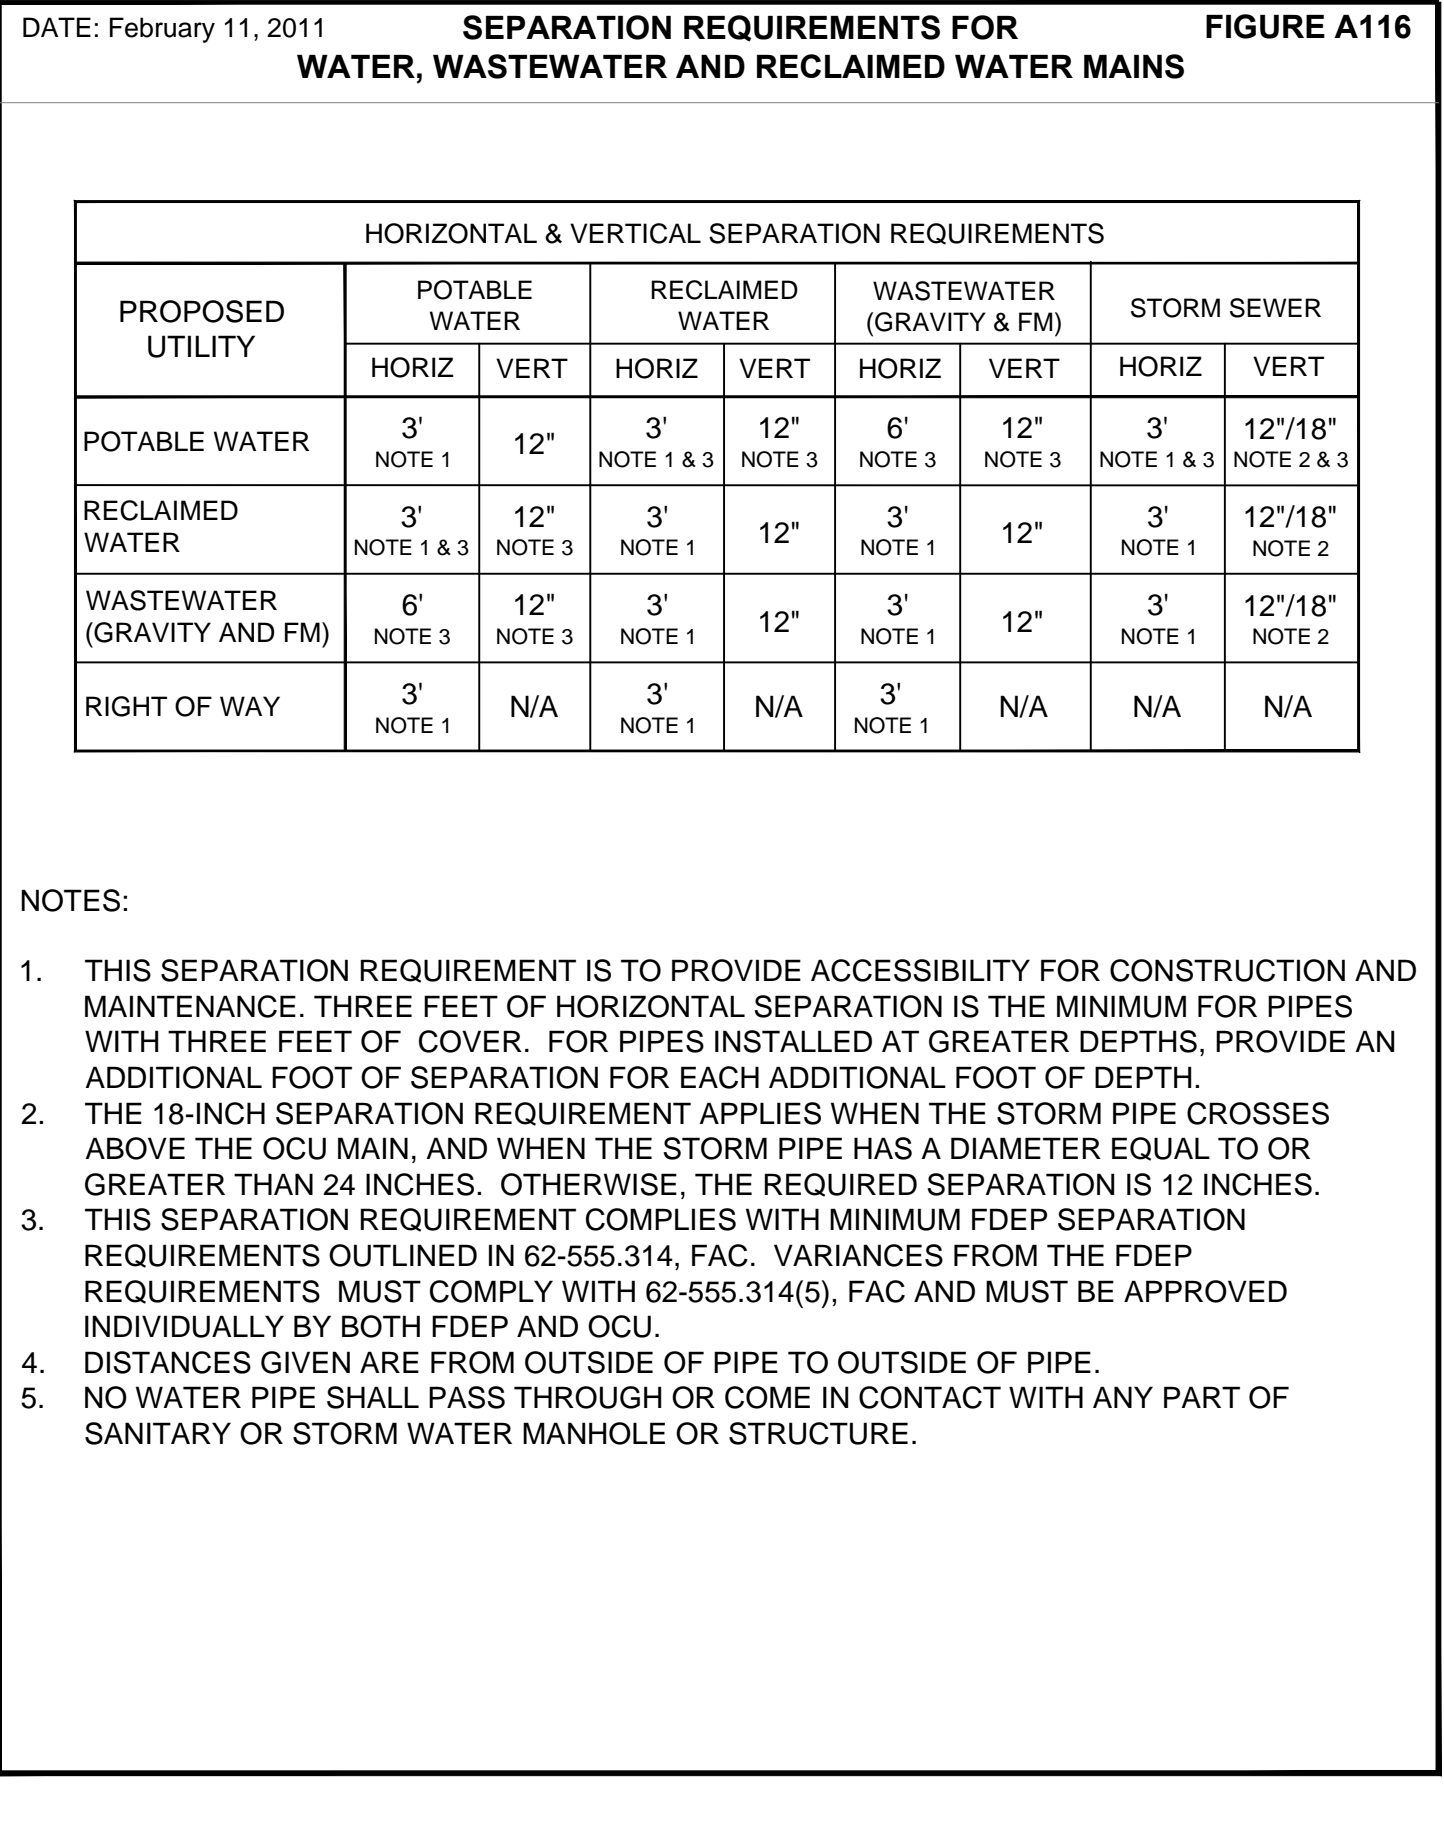 DATE: February 11, 2011 SEPARATION REQUIREMENTS FOR FIGURE A116
WATER, WASTEWATER AND RECLAIMED WATER MAINS
HORIZONTAL & VERTICAL SEPARATION REQUIREMENTS
PROPOSED UTILITY
POTABLE WATER
RECLAIMED WATER
WASTEWATER (GRAVITY & FM)
STORM SEWER
HORIZ VERT HORIZ VERT HORIZ VERT HORIZ VERT
POTABLE WATER 3' NOTE 1 12" 3' NOTE 1 & 3 12" NOTE 3 6' NOTE 3 12" NOTE 3 3' NOTE 1 & 3 12"/18" NOTE 2 & 3
RECLAIMED WATER 3' NOTE 1 & 3 12" NOTE 3 3' NOTE 1 12" 3' NOTE 1 12" 3' NOTE 1 12"/18" NOTE 2
WASTEWATER (GRAVITY AND FM) 6' NOTE 3 12" NOTE 3 3' NOTE 1 12" 3' NOTE 1 12" 3' NOTE 1 12"/18" NOTE 2
RIGHT OF WAY 3' NOTE 1 N/A 3' NOTE 1 N/A 3' NOTE 1 N/A N/A N/A
NOTES:
1. THIS SEPARATION REQUIREMENT IS TO PROVIDE ACCESSIBILITY FOR CONSTRUCTION AND
MAINTENANCE. THREE FEET OF HORIZONTAL SEPARATION IS THE MINIMUM FOR PIPES
WITH THREE FEET OF COVER. FOR PIPES INSTALLED AT GREATER DEPTHS, PROVIDE AN
ADDITIONAL FOOT OF SEPARATION FOR EACH ADDITIONAL FOOT OF DEPTH.
2. THE 18-INCH SEPARATION REQUIREMENT APPLIES WHEN THE STORM PIPE CROSSES
ABOVE THE OCU MAIN, AND WHEN THE STORM PIPE HAS A DIAMETER EQUAL TO OR
GREATER THAN 24 INCHES. OTHERWISE, THE REQUIRED SEPARATION IS 12 INCHES.
3. THIS SEPARATION REQUIREMENT COMPLIES WITH MINIMUM FDEP SEPARATION
REQUIREMENTS OUTLINED IN 62-555.314, FAC. VARIANCES FROM THE FDEP
REQUIREMENTS MUST COMPLY WITH 62-555.314(5), FAC AND MUST BE APPROVED
INDIVIDUALLY BY BOTH FDEP AND OCU.
4. DISTANCES GIVEN ARE FROM OUTSIDE OF PIPE TO OUTSIDE OF PIPE.
5. NO WATER PIPE SHALL PASS THROUGH OR COME IN CONTACT WITH ANY PART OF
SANITARY OR STORM WATER MANHOLE OR STRUCTURE.